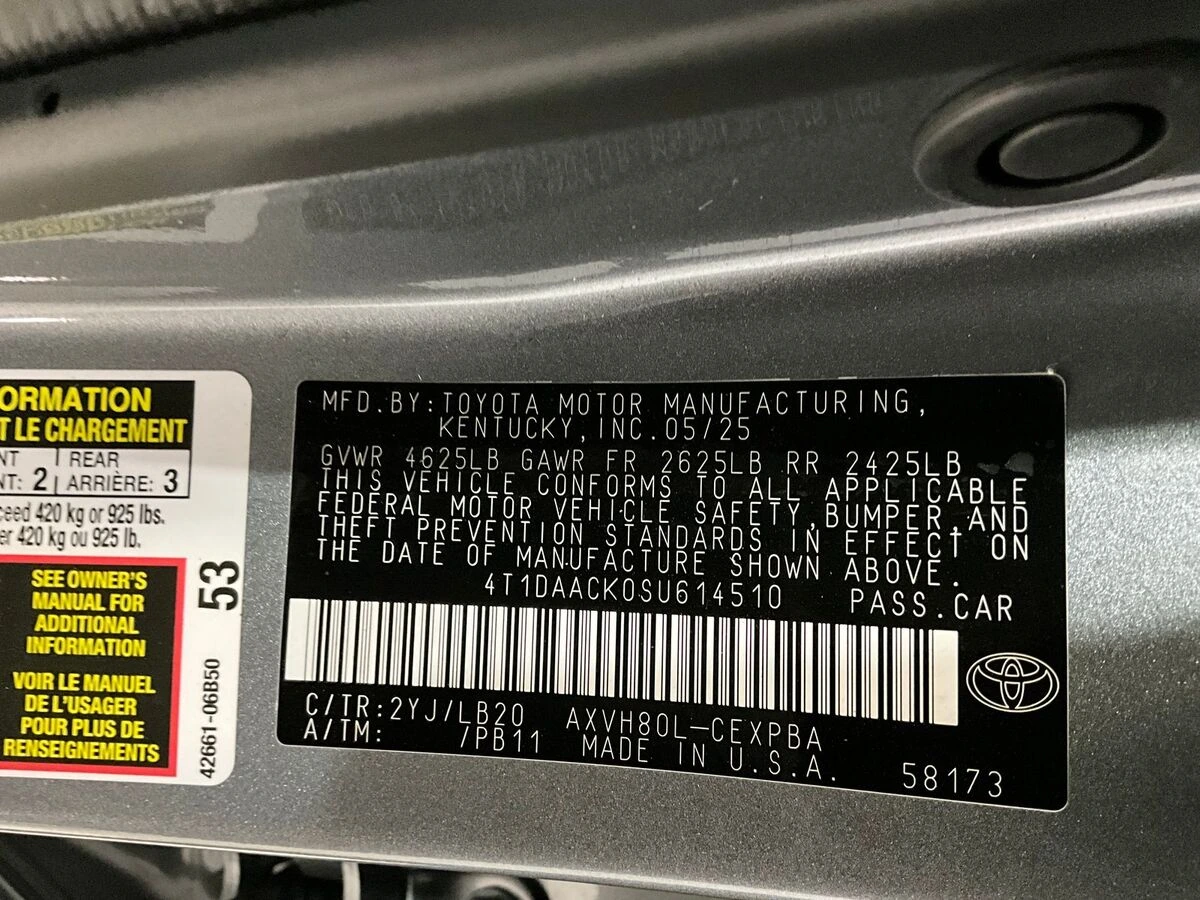 ORMATION
T LE CHARGEMENT
NT REAR
NT: 2 ARRIÈRE: 3
ceed 420 kg or 925 lbs.
er 420 kg ou 925 lb.
SEE OWNER'S
MANUAL FOR
ADDITIONAL
INFORMATION
VOIR LE MANUEL
DE L'USAGER
POUR PLUS DE
RENSEIGNEMENTS
53
42661-06B50
MFD.BY:TOYOTA MOTOR MANUFACTURING,
KENTUCKY,INC.05/25
GVWR 4625LB GAWR FR 2625LB RR 2425LB
THIS VEHICLE CONFORMS TO ALL APPLICABLE
FEDERAL MOTOR VEHICLE SAFETY,BUMPER,AND
THEFT PREVENTION STANDARDS IN EFFECT ON
THE DATE OF MANUFACTURE SHOWN ABOVE.
4T1DAACK0SU614510 PASS.CAR
C/TR:2YJ/LB20 AXVH80L-CEXPBA
A/TM: /PB11 MADE IN U.S.A. 58173